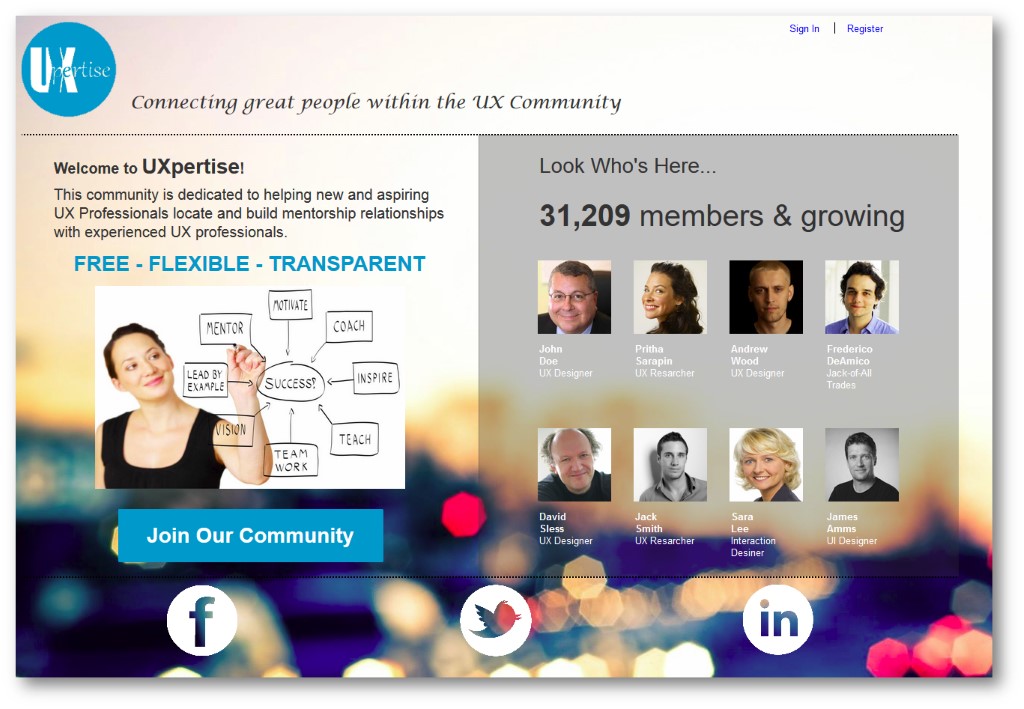 Sign In | Register
UXpertise
Connecting great people within the UX Community
Welcome to UXpertise!
This community is dedicated to helping new and aspiring
UX Professionals locate and build mentorship relationships
with experienced UX professionals.
FREE - FLEXIBLE - TRANSPARENT
MOTIVATE
MENTOR
COACH
LEAD BY
EXAMPLE
SUCCESS?
INSPIRE
VISION
TEACH
TEAM
WORK
Join Our Community
Look Who's Here...
31,209 members & growing
John
Doe
UX Designer
Pritha
Sarapin
UX Resarcher
Andrew
Wood
UX Designer
Frederico
DeAmico
Jack-of-All
Trades
David
Sless
UX Designer
Jack
Smith
UX Resarcher
Sara
Lee
Interaction
Desiner
James
Amms
UI Designer
f
in